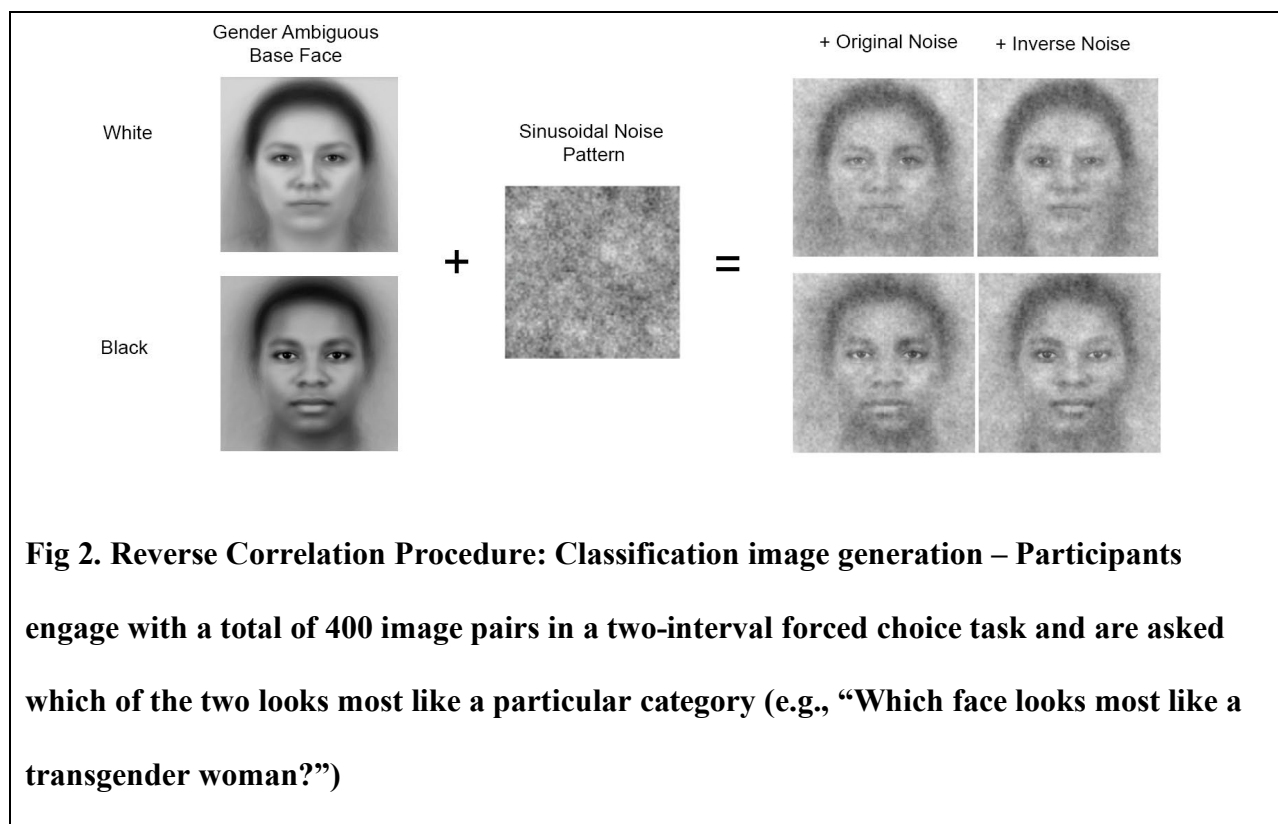 Gender Ambiguous
Base Face
+ Original Noise
+ Inverse Noise
White
Sinusoidal Noise
Pattern
+
=
Black
Fig 2. Reverse Correlation Procedure: Classification image generation – Participants
engage with a total of 400 image pairs in a two-interval forced choice task and are asked
which of the two looks most like a particular category (e.g., “Which face looks most like a
transgender woman?”)